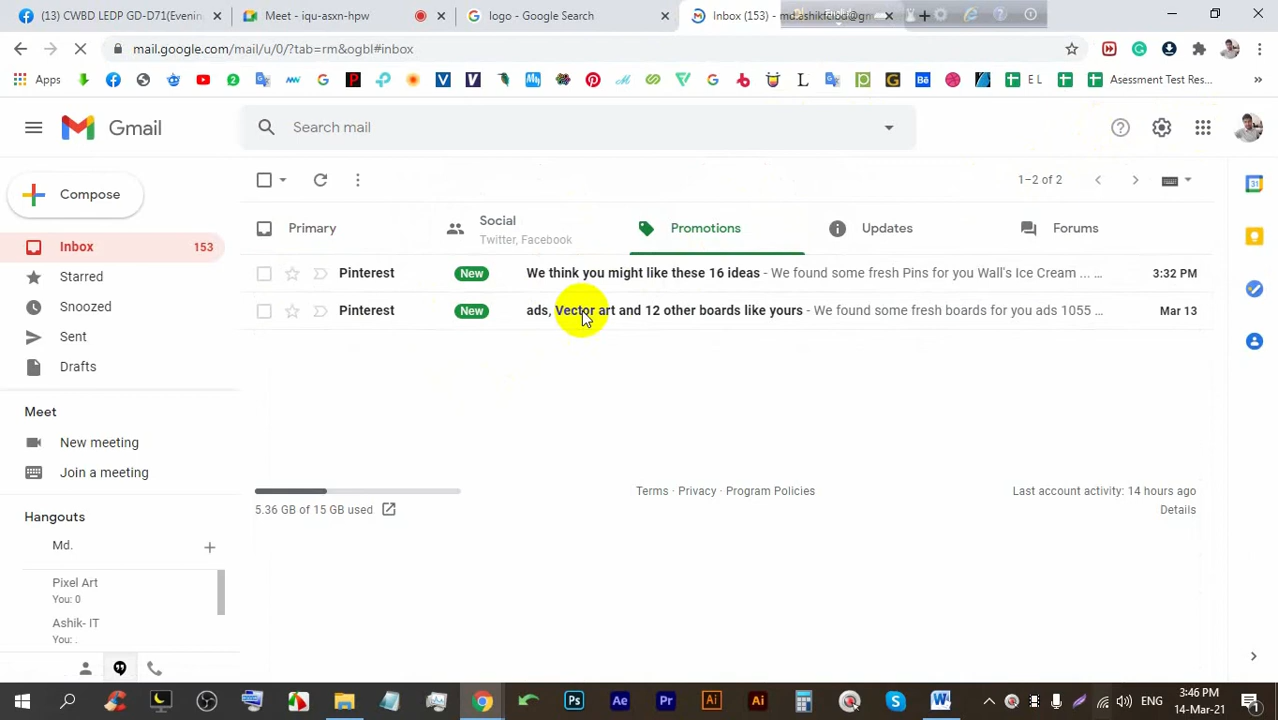 (13) CWBD LEDP GD-D71(Evenin
Meet - iqu-asxn-hpw
logo - Google Search
Inbox (153) - md.ashikfalod@gm
mail.google.com/mail/u/0/?tab=rm&ogbl#inbox
Apps
E L
Asessment Test Res...
Gmail
Search mail
Compose
1–2 of 2
Primary
Social
Twitter, Facebook
Promotions
Updates
Forums
Inbox 153
Starred
Snoozed
Sent
Drafts
Pinterest New We think you might like these 16 ideas - We found some fresh Pins for you Wall's Ice Cream ... ... 3:32 PM
Pinterest New ads, Vector art and 12 other boards like yours - We found some fresh boards for you ads 1055 ... Mar 13
Meet
New meeting
Join a meeting
Hangouts
Md.
Pixel Art
You: 0
Ashik- IT
You: .
5.36 GB of 15 GB used
Terms · Privacy · Program Policies
Last account activity: 14 hours ago
Details
ENG
3:46 PM
14-Mar-21